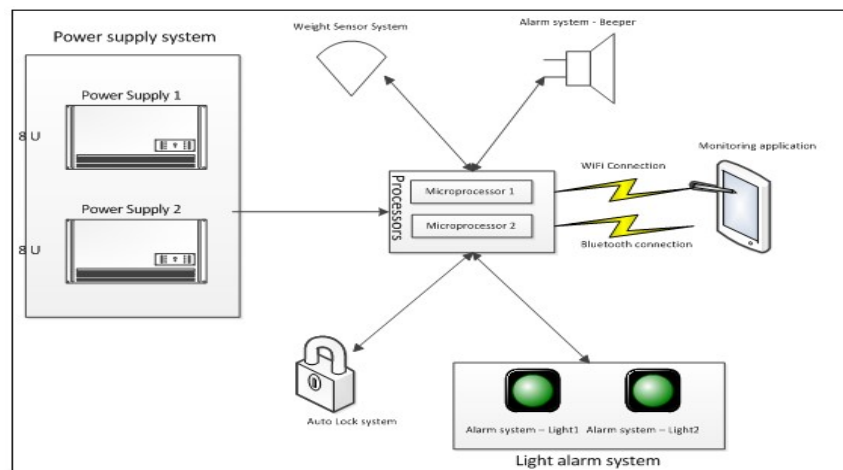 Power supply system
Weight Sensor System
Alarm system - Beeper
Power Supply 1
8 U
Power Supply 2
8 U
Processors
Microprocessor 1
Microprocessor 2
WiFi Connection
Bluetooth connection
Monitoring application
Auto Lock system
Alarm system – Light1
Alarm system – Light2
Light alarm system